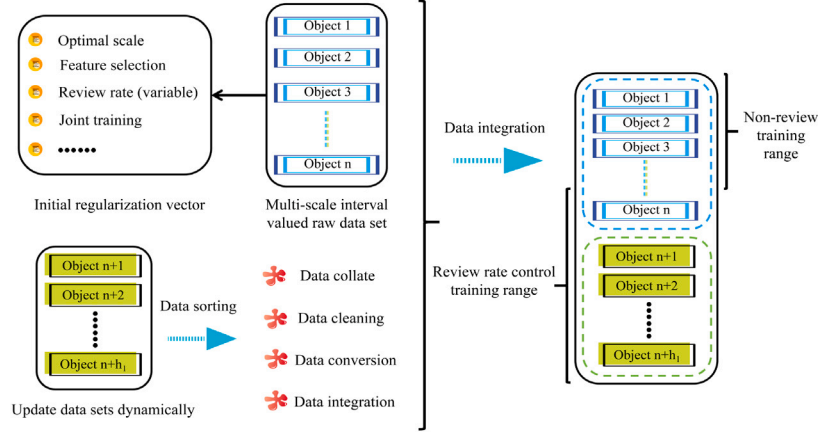 Optimal scale
Feature selection
Review rate (variable)
Joint training
Initial regularization vector
Object 1
Object 2
Object 3
Object n
Multi-scale interval
valued raw data set
Object n+1
Object n+2
Object n+h₁
Update data sets dynamically
Data sorting
Data collate
Data cleaning
Data conversion
Data integration
Data integration
Object 1
Object 2
Object 3
Object n
Object n+1
Object n+2
Object n+h₁
Non-review
training
range
Review rate control
training range